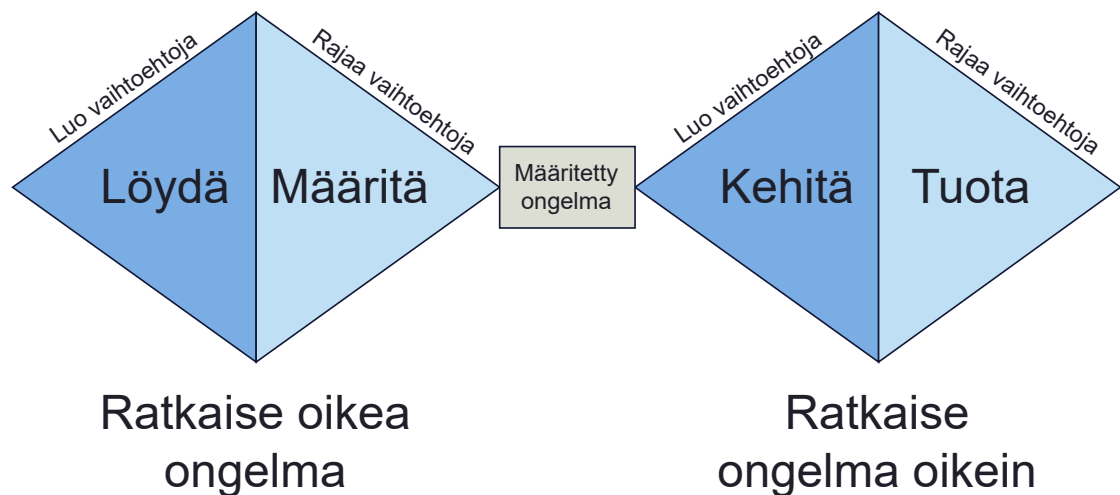 Luo vaihtoehtoja
Rajaa vaihtoehtoja
Löydä
Määritä
Määritetty
ongelma
Luo vaihtoehtoja
Rajaa vaihtoehtoja
Kehitä
Tuota
Ratkaise oikea
ongelma
Ratkaise
ongelma oikein